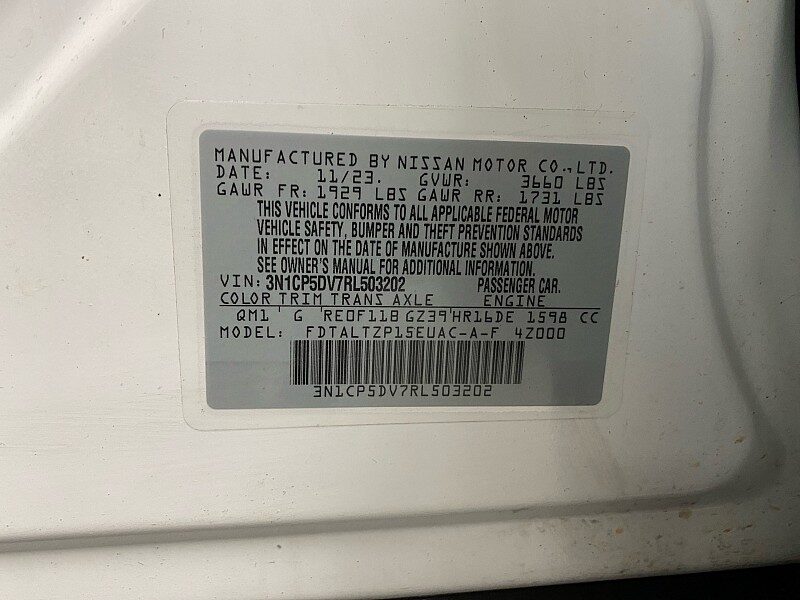 MANUFACTURED BY NISSAN MOTOR CO.,LTD.
DATE: 11/23. GVWR: 3660 LBS
GAWR FR: 1929 LBS GAWR RR: 1731 LBS
THIS VEHICLE CONFORMS TO ALL APPLICABLE FEDERAL MOTOR
VEHICLE SAFETY, BUMPER AND THEFT PREVENTION STANDARDS
IN EFFECT ON THE DATE OF MANUFACTURE SHOWN ABOVE.
SEE OWNER'S MANUAL FOR ADDITIONAL INFORMATION.
VIN: 3N1CP5DV7RL503202 PASSENGER CAR.
COLOR TRIM TRANS AXLE ENGINE
QM1 G RE0F11B GZ39 HR16DE 1598 CC
MODEL: FDTALTZP15EUAC-A-F 4Z000
3N1CP5DV7RL503202